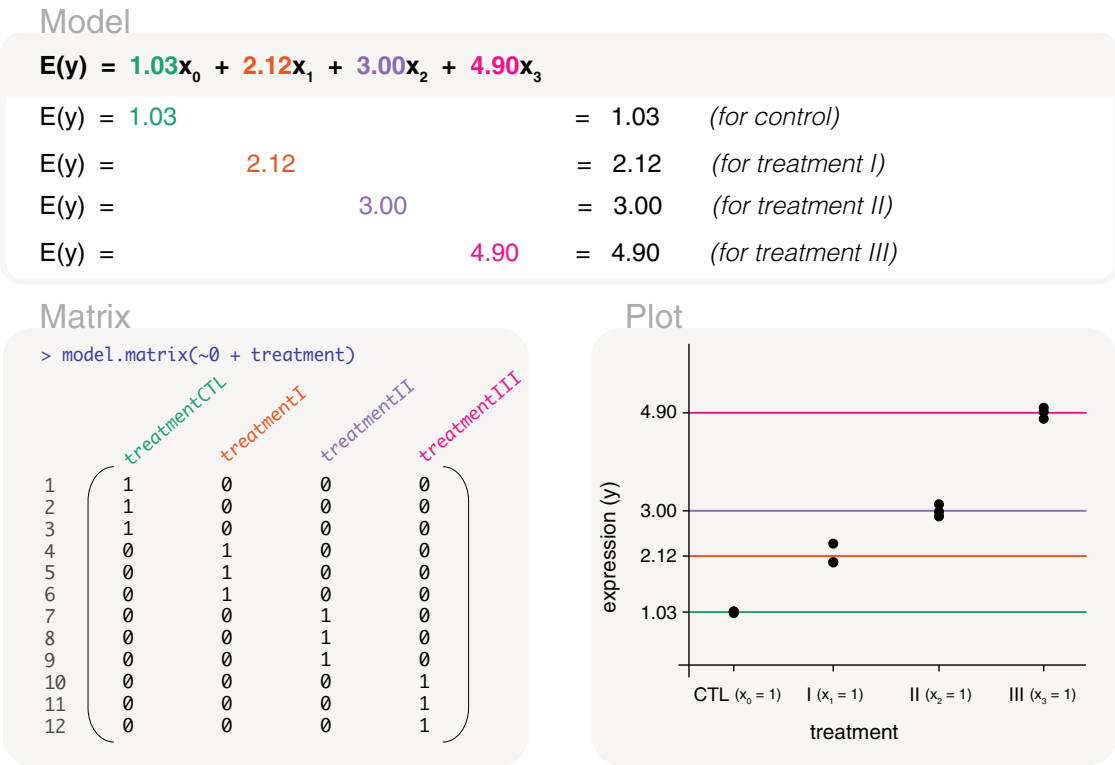 Model
E(y) = 1.03x₀ + 2.12x₁ + 3.00x₂ + 4.90x₃
E(y) = 1.03 = 1.03 (for control)
E(y) = 2.12 = 2.12 (for treatment I)
E(y) = 3.00 = 3.00 (for treatment II)
E(y) = 4.90 = 4.90 (for treatment III)
Matrix
> model.matrix(~0 + treatment)
treatmentCTL treatmentI treatmentII treatmentIII
1 1 0 0 0
2 1 0 0 0
3 1 0 0 0
4 0 1 0 0
5 0 1 0 0
6 0 1 0 0
7 0 0 1 0
8 0 0 1 0
9 0 0 1 0
10 0 0 0 1
11 0 0 0 1
12 0 0 0 1
Plot
expression (y)
4.90
3.00
2.12
1.03
CTL (x₀ = 1) I (x₁ = 1) II (x₂ = 1) III (x₃ = 1)
treatment